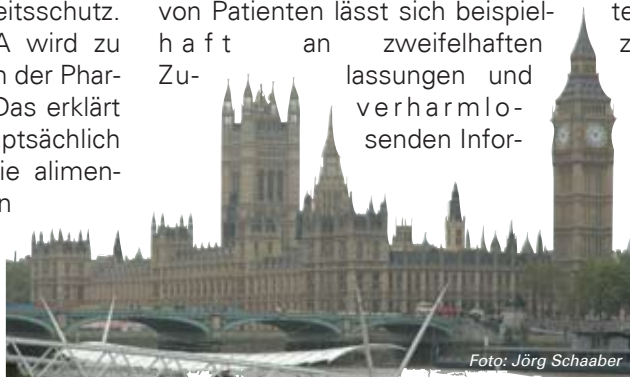 eitsschutz.
A wird zu
n der Phar-
Das erklärt
ptsächlich
ie alimen-
n
von Patienten lässt sich beispiel-
haft an zweifelhaften
Zu- lassungen und
verharmlo-
senden Infor-
te
z
Foto: Jörg Schaaber